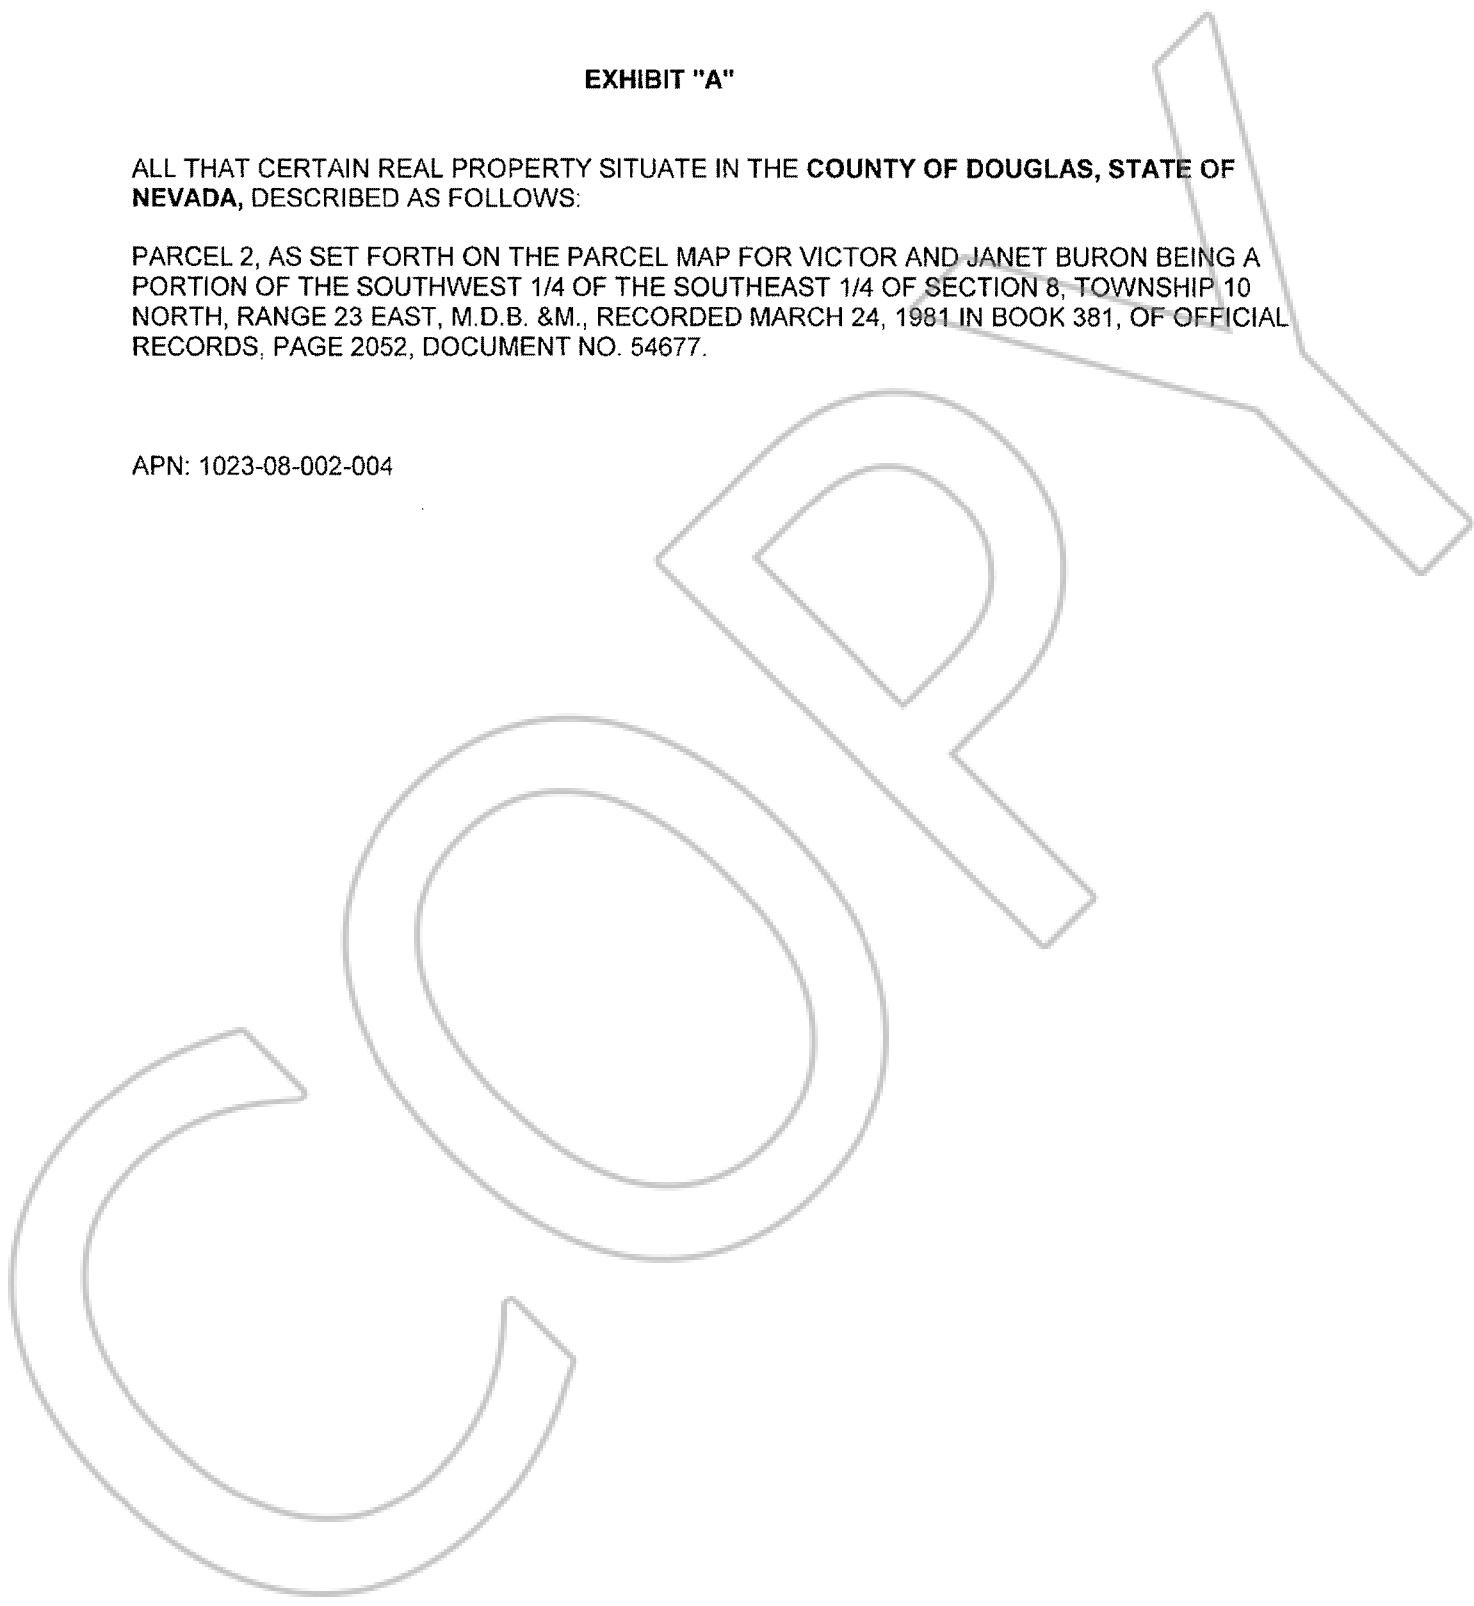 EXHIBIT "A"
ALL THAT CERTAIN REAL PROPERTY SITUATE IN THE COUNTY OF DOUGLAS, STATE OF
NEVADA, DESCRIBED AS FOLLOWS:
PARCEL 2, AS SET FORTH ON THE PARCEL MAP FOR VICTOR AND JANET BURON BEING A
PORTION OF THE SOUTHWEST 1/4 OF THE SOUTHEAST 1/4 OF SECTION 8, TOWNSHIP 10
NORTH, RANGE 23 EAST, M.D.B. &M., RECORDED MARCH 24, 1981 IN BOOK 381, OF OFFICIAL
RECORDS, PAGE 2052, DOCUMENT NO. 54677.
APN: 1023-08-002-004
COPY